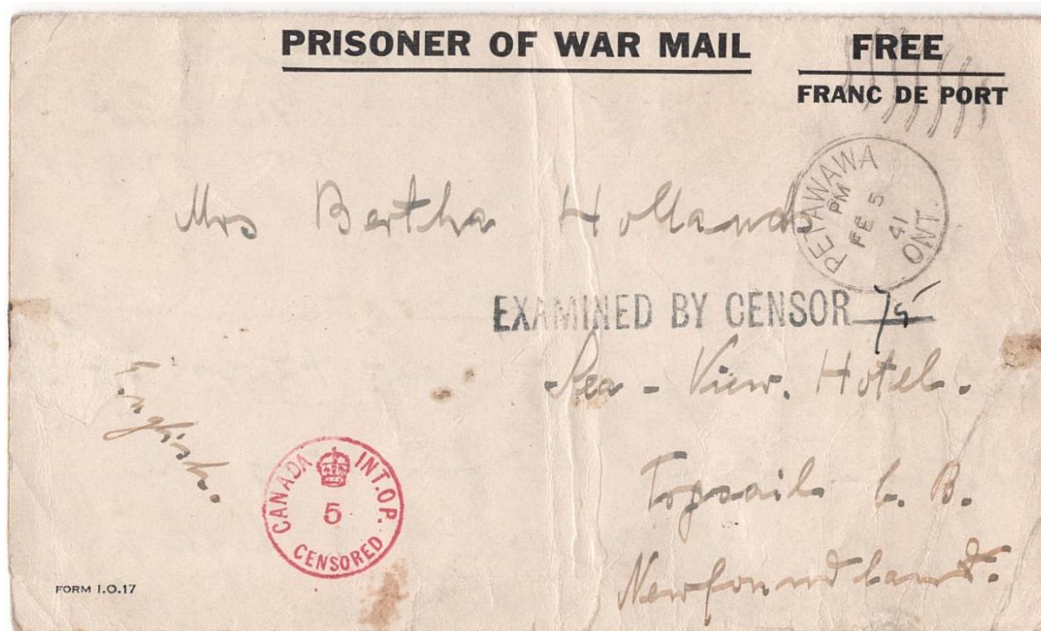 PRISONER OF WAR MAIL
FREE
FRANC DE PORT
PETAWAWA ONT.
PM
FE 5
41
Mrs Bertha Holland
EXAMINED BY CENSOR 75
Sea - View. Hotel.
Topsail C. B.
Newfoundland.
English.
CANADA INT. O P.
5
CENSORED
FORM I.O.17